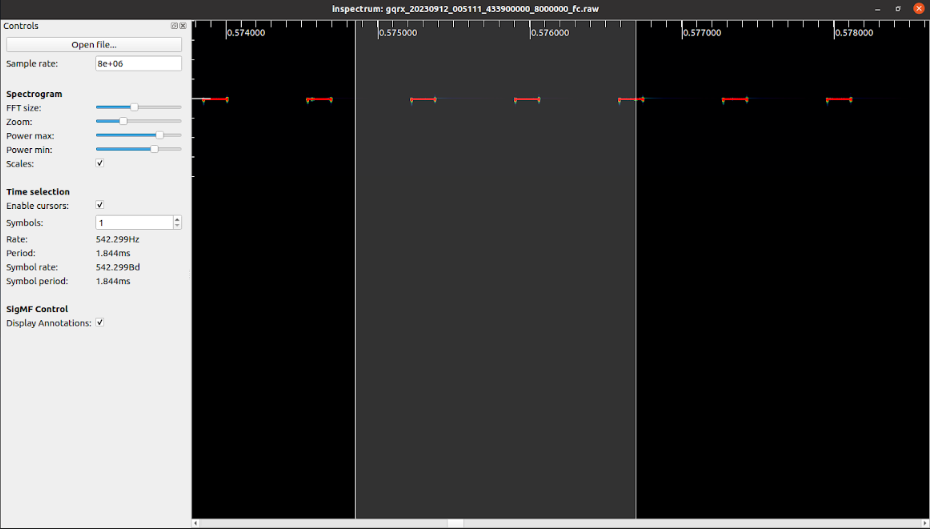 inspectrum: gqrx_20230912_005111_433900000_8000000_fc.raw
Controls
Open file...
Sample rate: 8e+06
Spectrogram
FFT size:
Zoom:
Power max:
Power min:
Scales:
Time selection
Enable cursors:
Symbols: 1
Rate: 542.299Hz
Period: 1.844ms
Symbol rate: 542.299Bd
Symbol period: 1.844ms
SigMF Control
Display Annotations:
0.574000 0.575000 0.576000 0.577000 0.578000